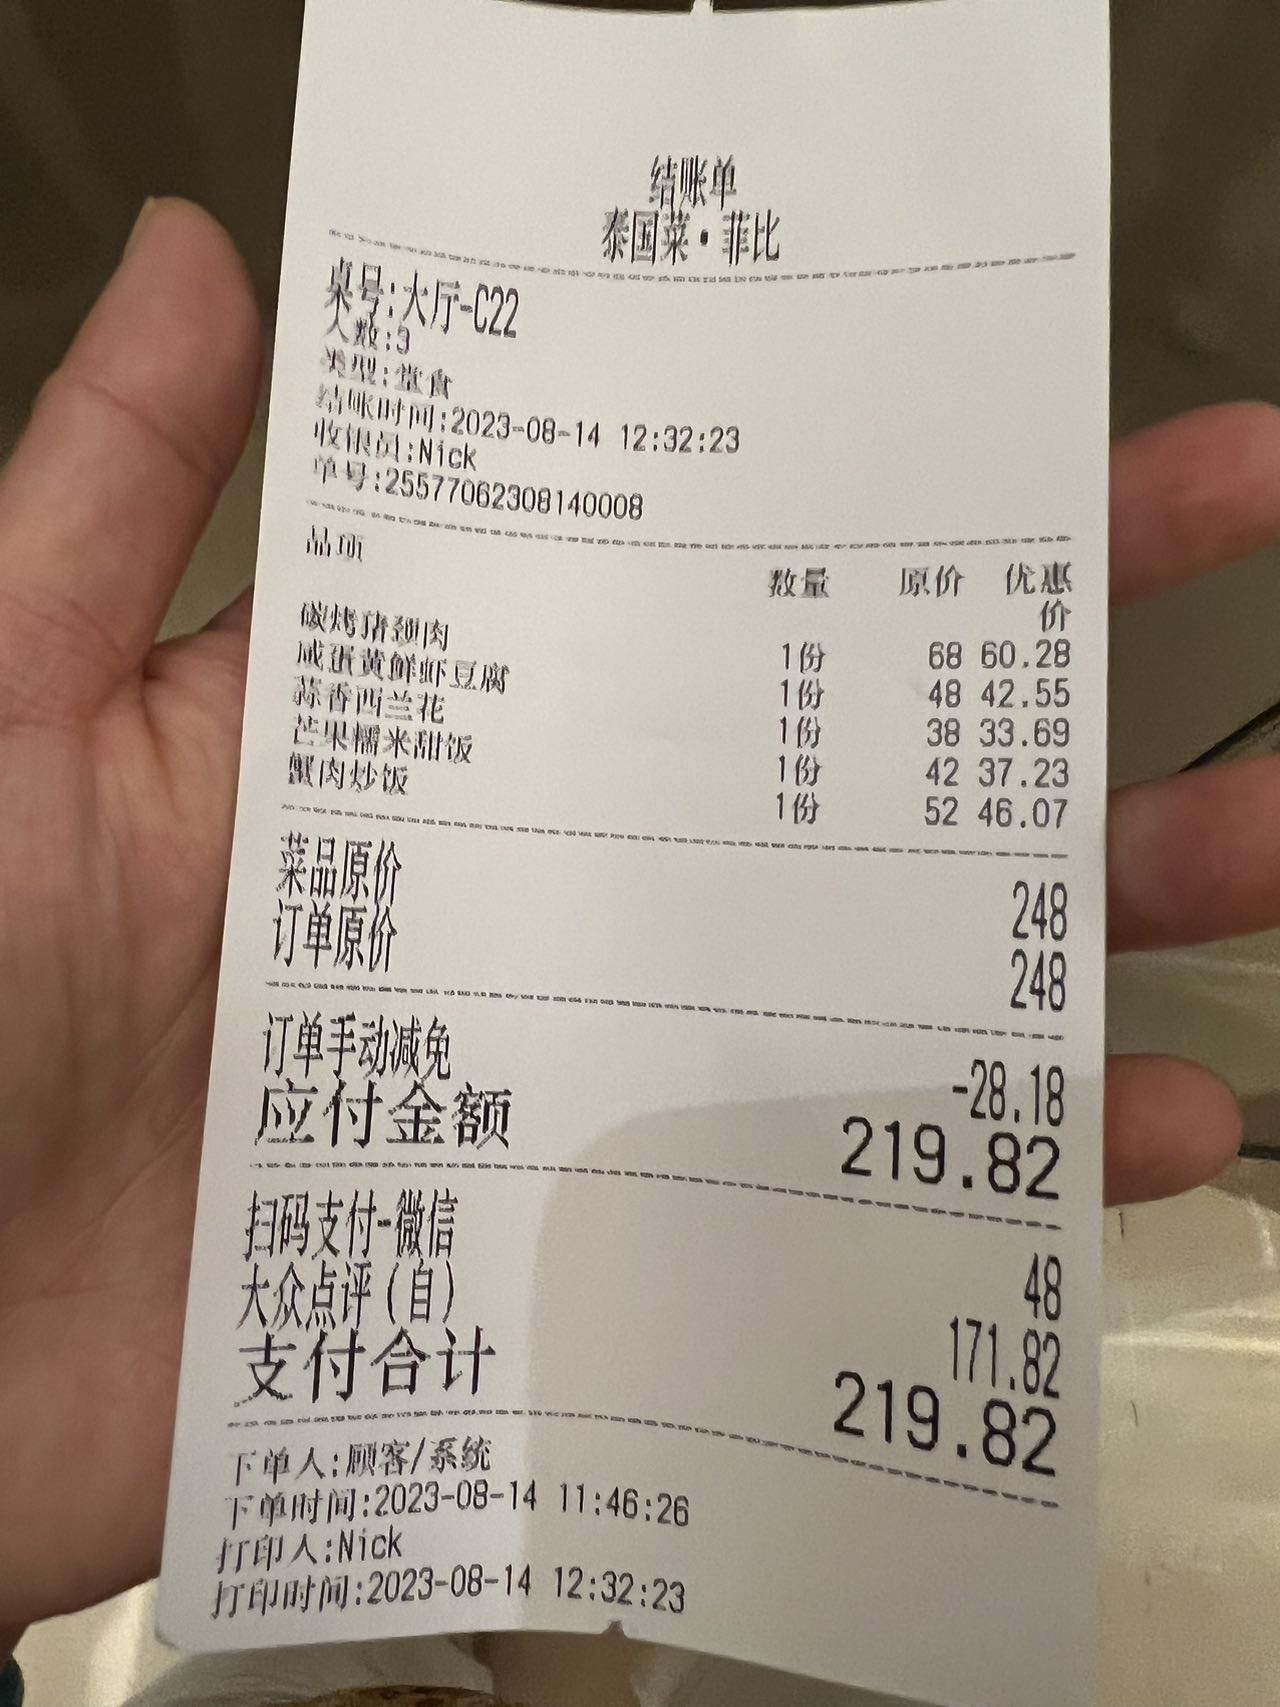 结账单
泰国菜·菲比
桌号:大厅-C22
人数:3
类型:堂食
结账时间:2023-08-14 12:32:23
收银员:Nick
单号:25577062308140008
品项 数量 原价 优惠价
碳烤猪颈肉 1份 68 60.28
咸蛋黄鲜虾豆腐 1份 48 42.55
蒜香西兰花 1份 38 33.69
芒果糯米甜饭 1份 42 37.23
蟹肉炒饭 1份 52 46.07
菜品原价 248
订单原价 248
订单手动减免 -28.18
应付金额 219.82
扫码支付-微信 48
大众点评(自) 171.82
支付合计 219.82
下单人:顾客/系统
下单时间:2023-08-14 11:46:26
打印人:Nick
打印时间:2023-08-14 12:32:23